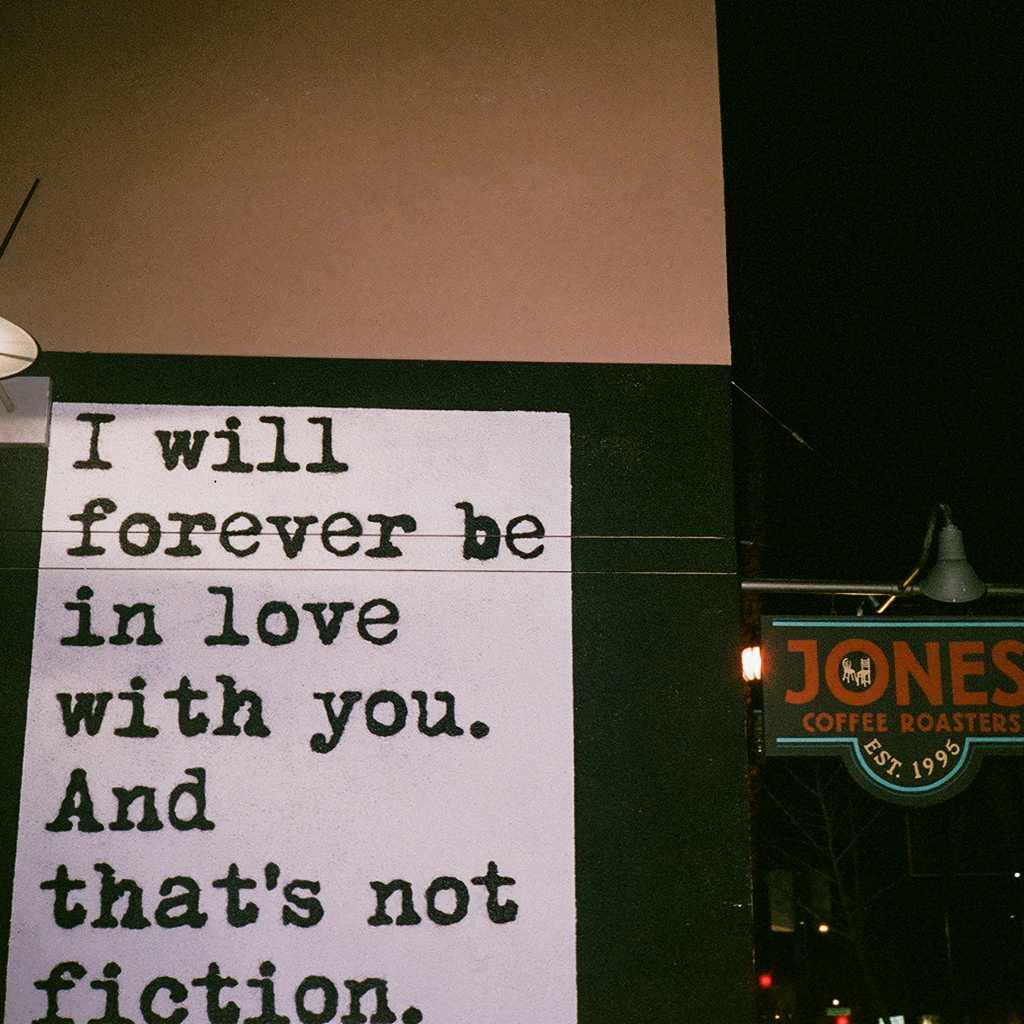 I will
forever be
in love
with you.
And
that's not
fiction.
JONES
COFFEE ROASTERS
EST. 1995